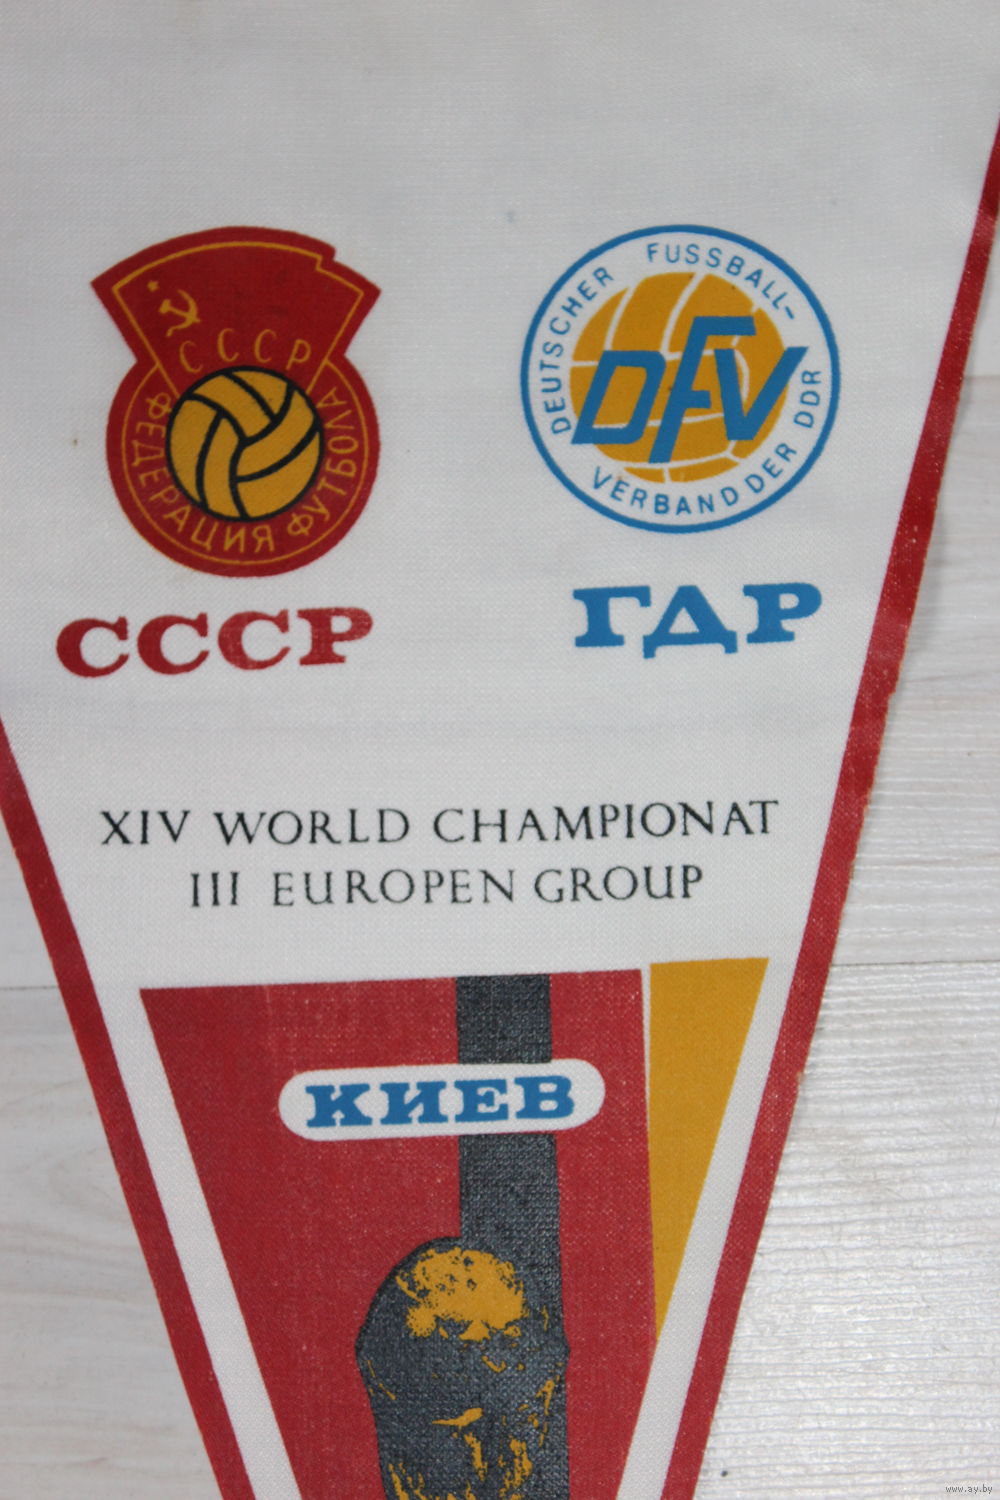 СССР
ФЕДЕРАЦИЯ ФУТБОЛА
DEUTSCHER FUSSBALL-
VERBAND DER DDR
DFV
СССР
ГДР
XIV WORLD CHAMPIONAT
III EUROPEN GROUP
КИЕВ
www.ay.by